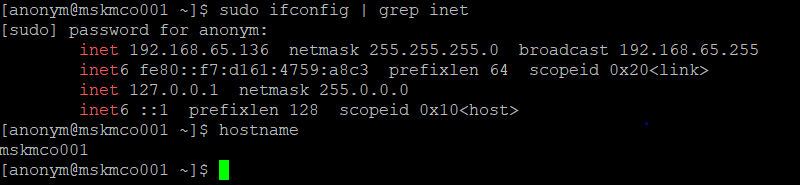 [anonym@mskmco001 ~]$ sudo ifconfig | grep inet
[sudo] password for anonym:
inet 192.168.65.136 netmask 255.255.255.0 broadcast 192.168.65.255
inet6 fe80::f7:d161:4759:a8c3 prefixlen 64 scopeid 0x20<link>
inet 127.0.0.1 netmask 255.0.0.0
inet6 ::1 prefixlen 128 scopeid 0x10<host>
[anonym@mskmco001 ~]$ hostname
mskmco001
[anonym@mskmco001 ~]$